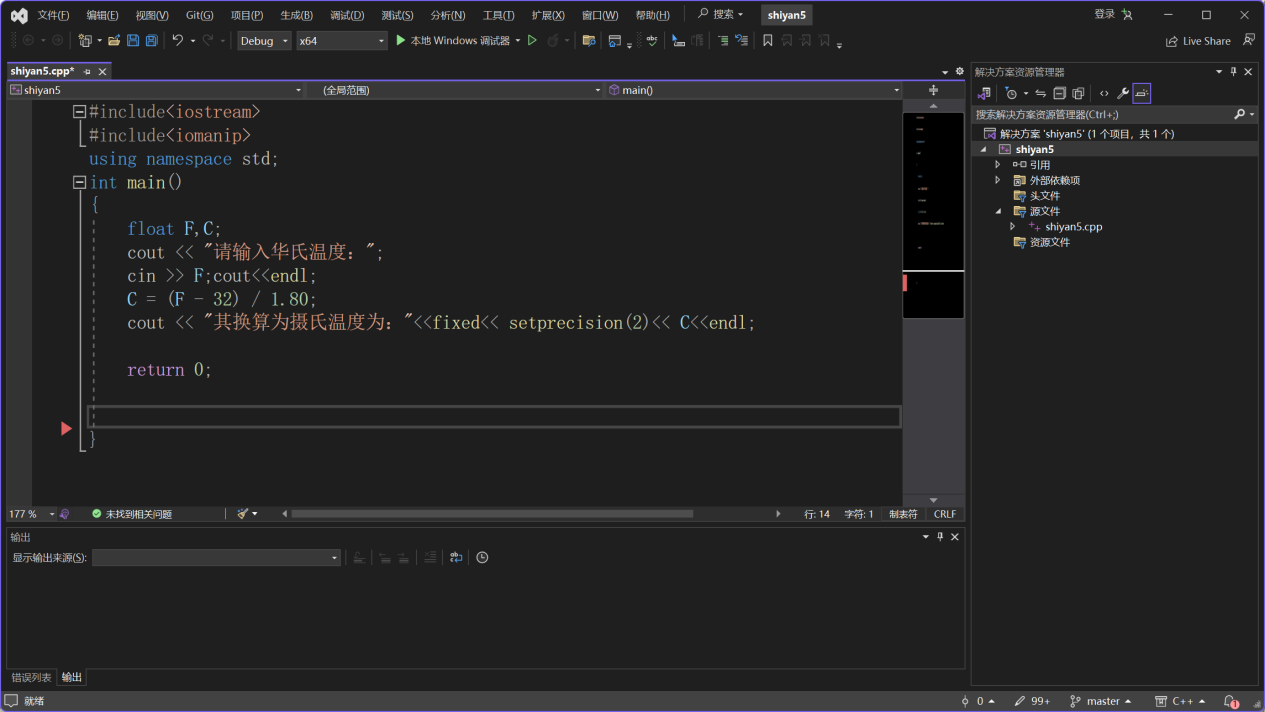 文件(F) 编辑(E) 视图(V) Git(G) 项目(P) 生成(B) 调试(D) 测试(S) 分析(N) 工具(T) 扩展(X) 窗口(W) 帮助(H) 搜索 shiyan5 登录
Debug x64 本地 Windows 调试器 Live Share
shiyan5.cpp*
shiyan5 (全局范围) main()
#include<iostream>
#include<iomanip>
using namespace std;
int main()
{
float F,C;
cout << "请输入华氏温度：";
cin >> F;cout<<endl;
C = (F - 32) / 1.80;
cout << "其换算为摄氏温度为："<<fixed<< setprecision(2)<< C<<endl;
return 0;
}
177 % 未找到相关问题 行: 14 字符: 1 制表符 CRLF
输出
显示输出来源(S):
错误列表 输出
解决方案资源管理器
搜索解决方案资源管理器(Ctrl+;)
解决方案 'shiyan5' (1 个项目，共 1 个)
shiyan5
引用
外部依赖项
头文件
源文件
shiyan5.cpp
资源文件
就绪 0 99+ master C++ 1